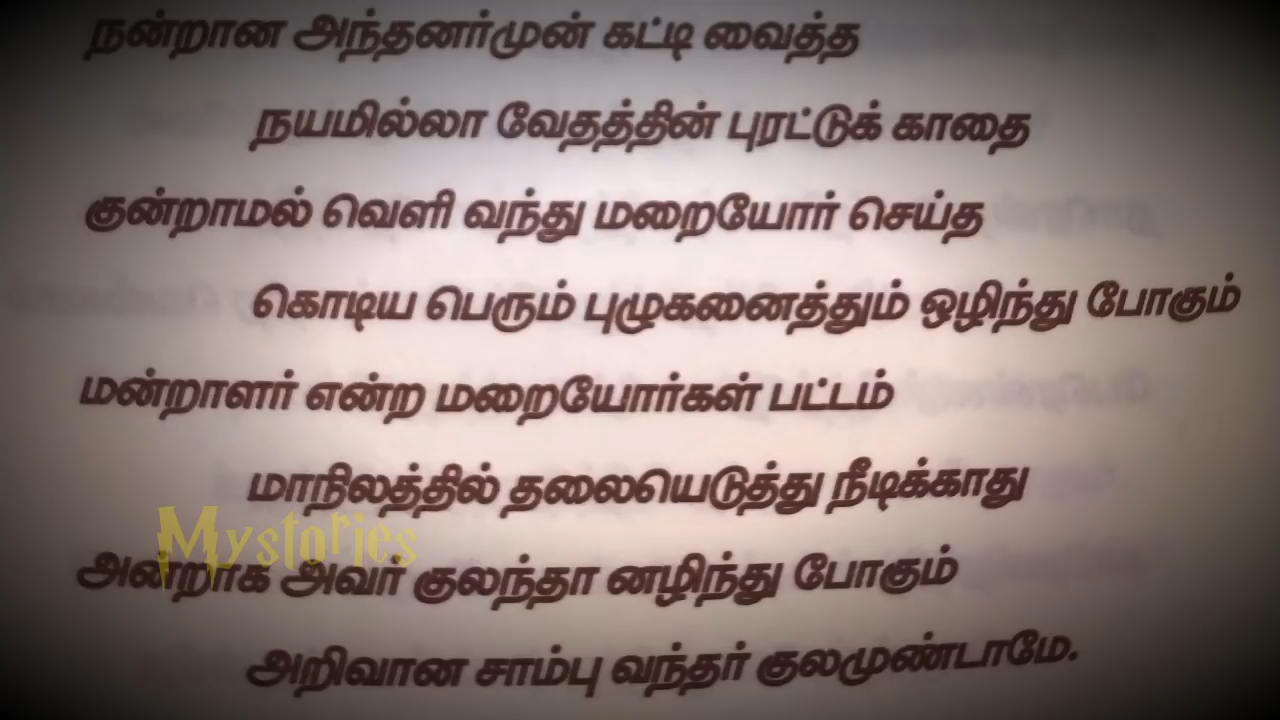 நன்றான அந்தனர்முன் கட்டி வைத்த
நயமில்லா வேதத்தின் புரட்டுக் காதை
குன்றாமல் வெளி வந்து மறையோர் செய்த
கொடிய பெரும் புழுகனைத்தும் ஒழிந்து போகும்
மன்றாளர் என்ற மறையோர்கள் பட்டம்
மாநிலத்தில் தலையெடுத்து நீடிக்காது
Mystories
அன்றாக அவர் குலந்தா னழிந்து போகும்
அறிவான சாம்பு வந்தர் குலமுண்டாமே.